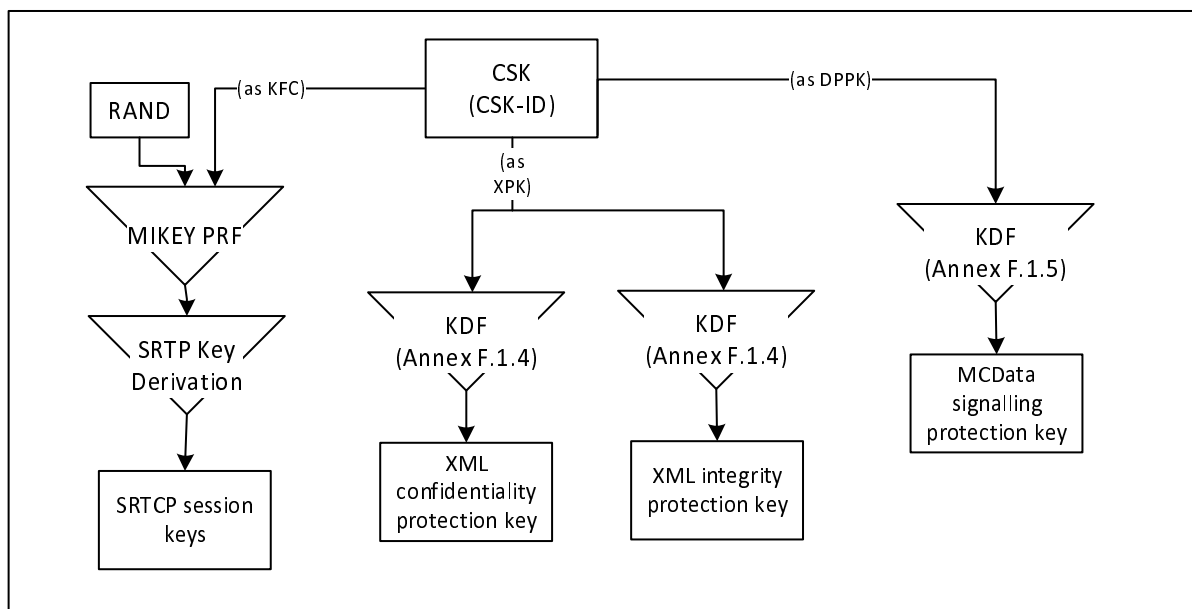 CSK
(CSK-ID)
(as KFC)
(as DPPK)
RAND
(as
XPK)
MIKEY PRF
KDF
(Annex F.1.5)
SRTP Key
Derivation
KDF
(Annex F.1.4)
KDF
(Annex F.1.4)
MCData
signalling
protection key
SRTCP session
keys
XML
confidentiality
protection key
XML integrity
protection key